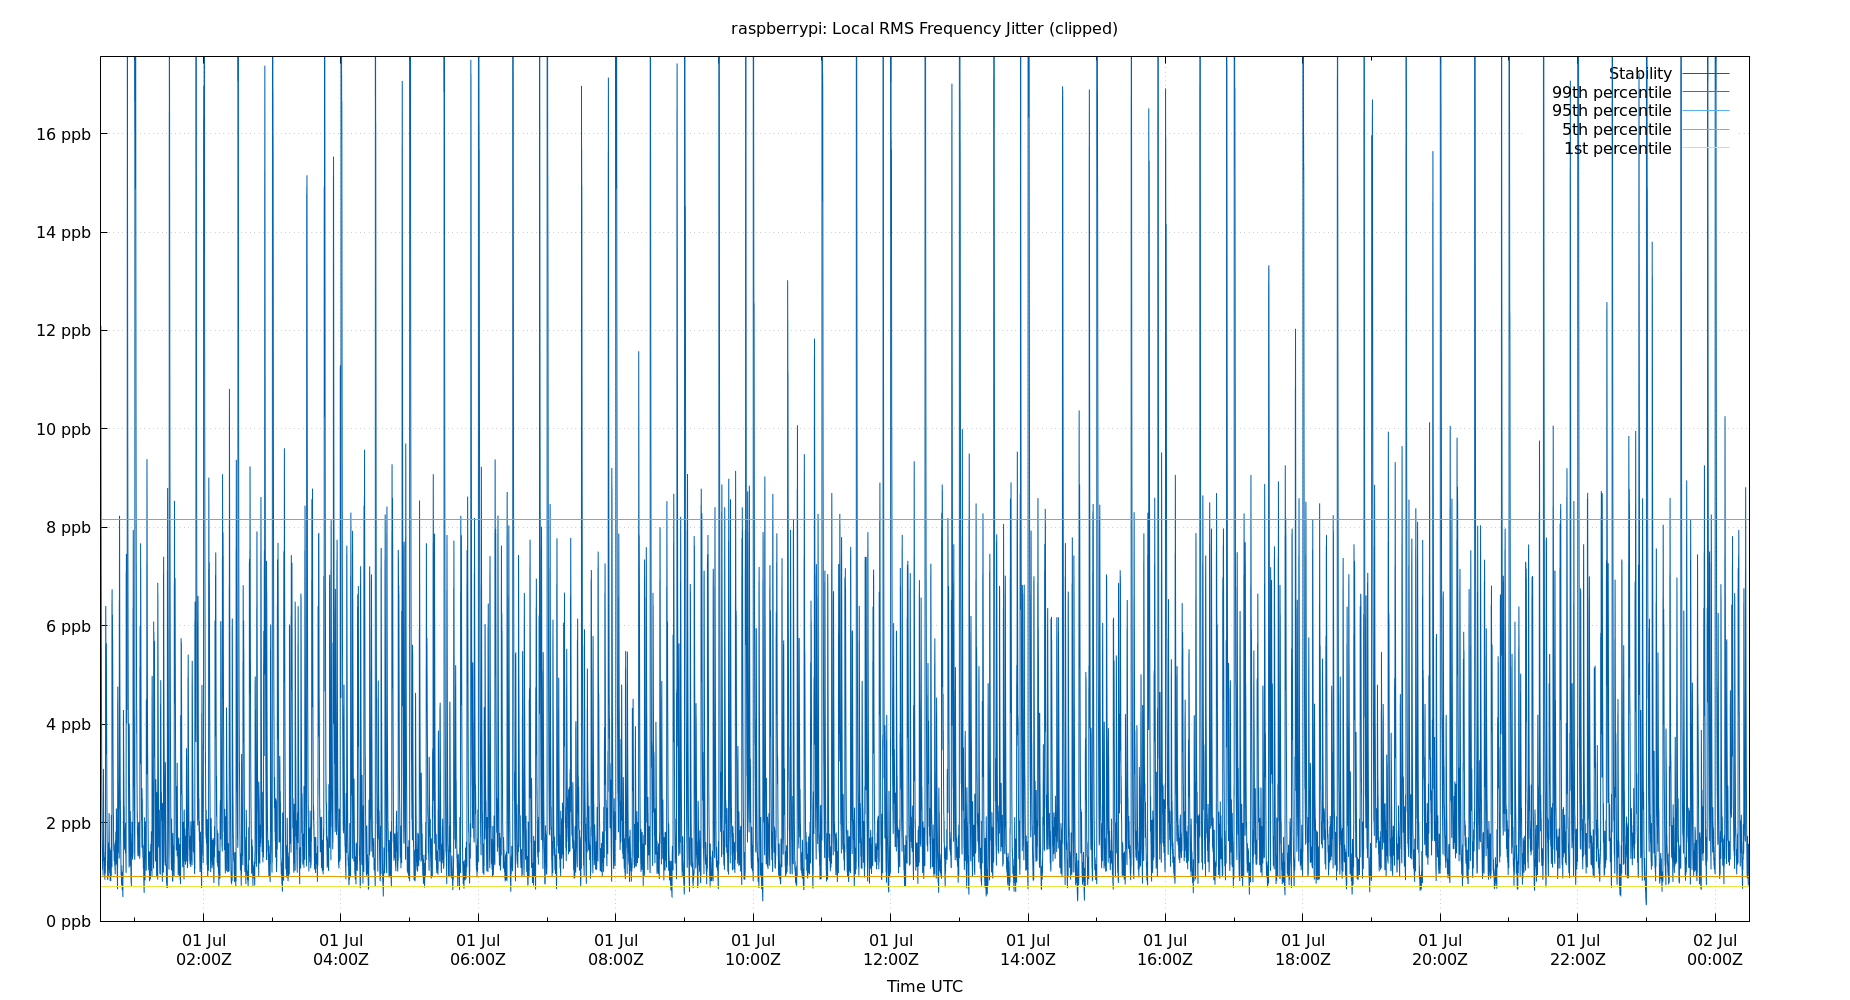 raspberrypi: Local RMS Frequency Jitter (clipped)
Stability
99th percentile
95th percentile
5th percentile
1st percentile
16 ppb
14 ppb
12 ppb
10 ppb
8 ppb
6 ppb
4 ppb
2 ppb
0 ppb
01 Jul 01 Jul 01 Jul 01 Jul 01 Jul 01 Jul 01 Jul 01 Jul 01 Jul 01 Jul 01 Jul 02 Jul
02:00Z 04:00Z 06:00Z 08:00Z 10:00Z 12:00Z 14:00Z 16:00Z 18:00Z 20:00Z 22:00Z 00:00Z
Time UTC